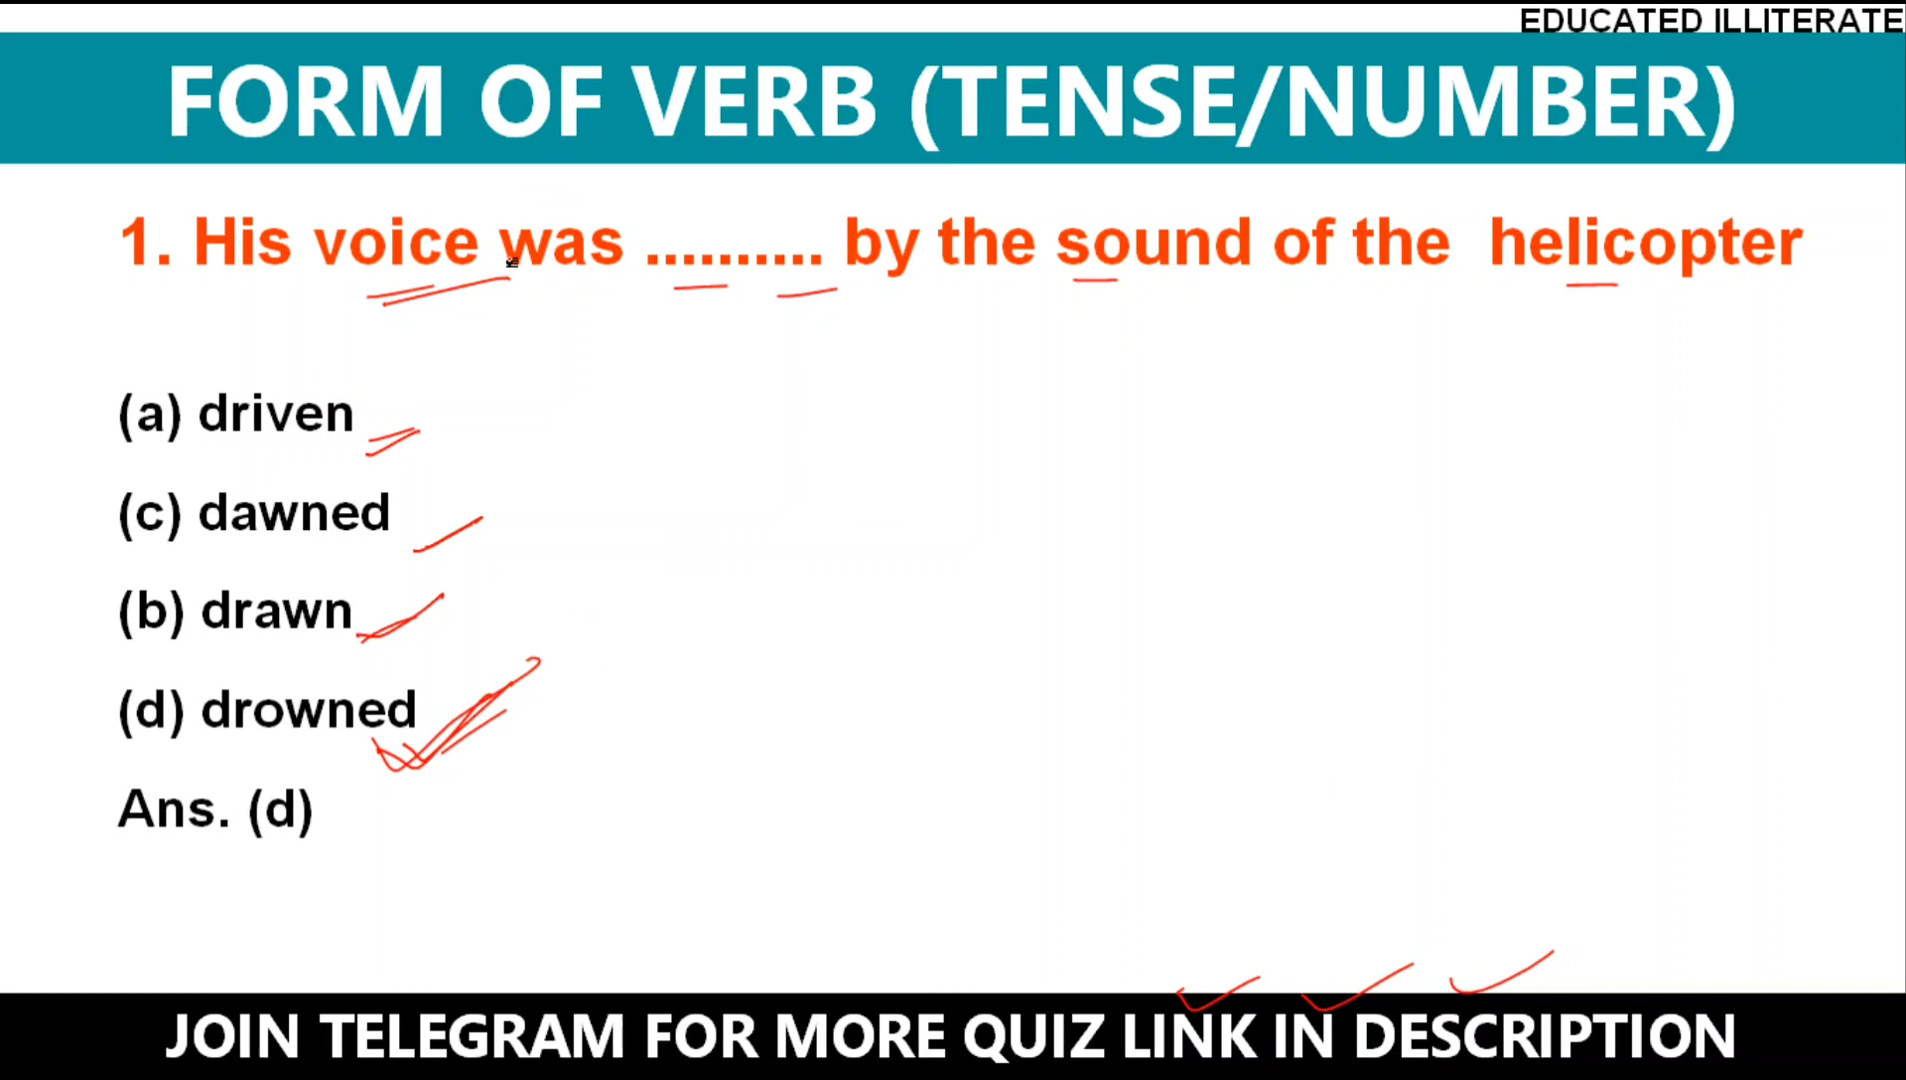 EDUCATED ILLITERATE
FORM OF VERB (TENSE/NUMBER)
1. His voice was .......... by the sound of the helicopter
(a) driven
(c) dawned
(b) drawn
(d) drowned
Ans. (d)
JOIN TELEGRAM FOR MORE QUIZ LINK IN DESCRIPTION